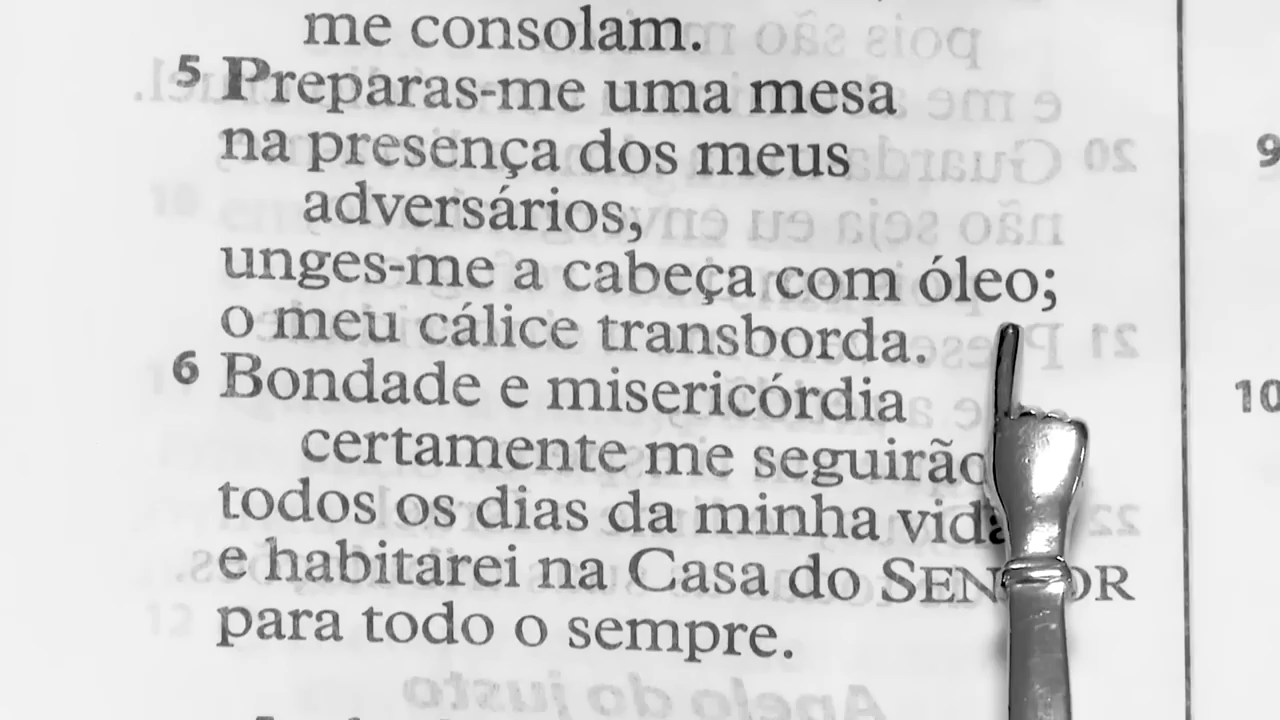 me consolam.
5 Preparas-me uma mesa
na presença dos meus
adversários,
unges-me a cabeça com óleo;
o meu cálice transborda.
6 Bondade e misericórdia
certamente me seguirão
todos os dias da minha vida
e habitarei na Casa do
para todo o sempre.
9
10